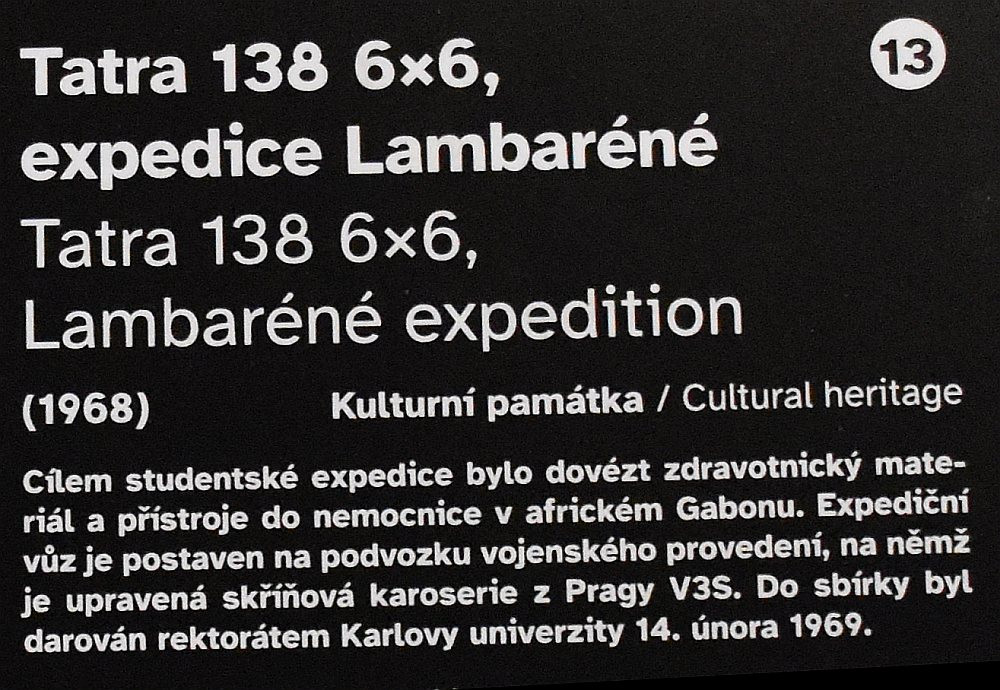 Tatra 138 6×6,
13
expedice Lambaréné
Tatra 138 6×6,
Lambaréné expedition
(1968) Kulturní památka / Cultural heritage
Cílem studentské expedice bylo dovézt zdravotnický mate-
riál a přístroje do nemocnice v africkém Gabonu. Expediční
vůz je postaven na podvozku vojenského provedení, na němž
je upravená skříňová karoserie z Pragy V3S. Do sbírky byl
darován rektorátem Karlovy univerzity 14. února 1969.